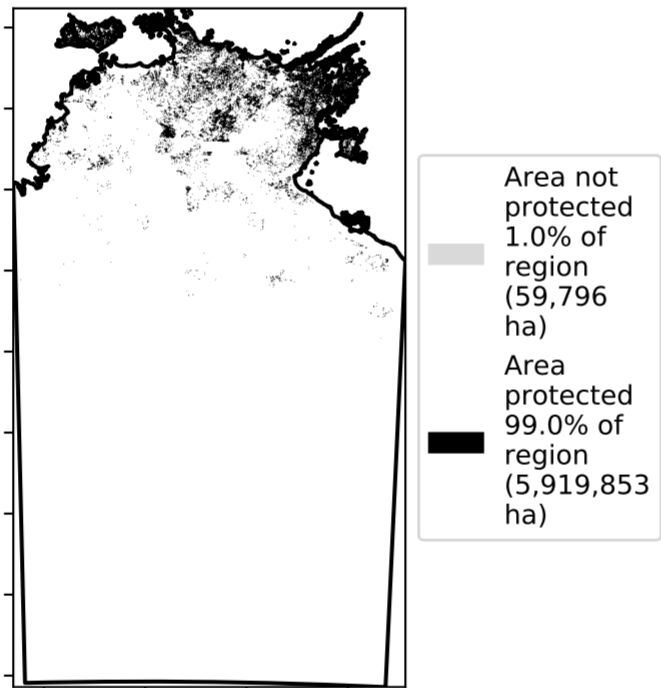 Area not
protected
1.0% of
region
(59,796
ha)
Area
protected
99.0% of
region
(5,919,853
ha)